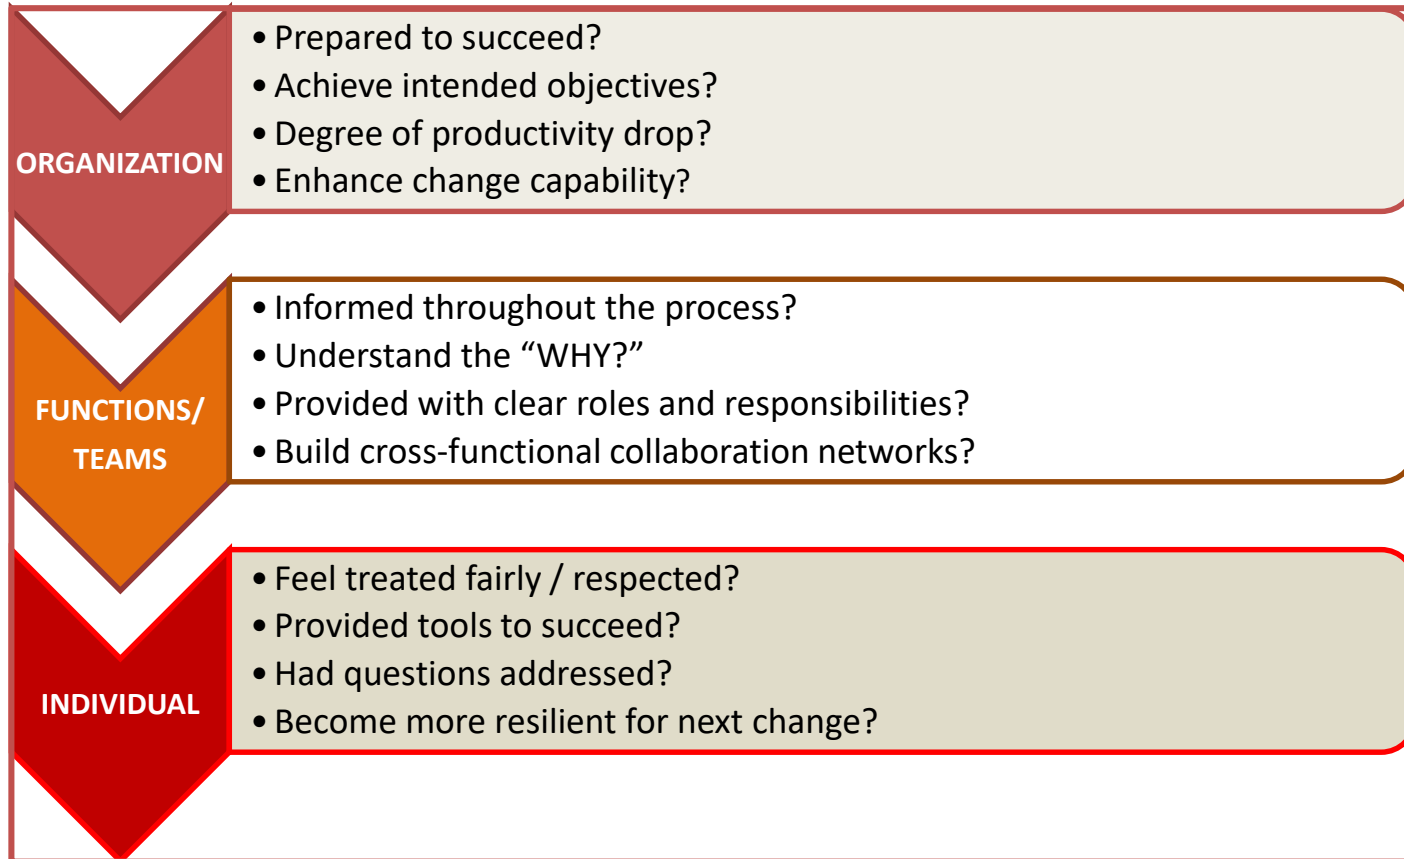 ORGANIZATION
• Prepared to succeed?
• Achieve intended objectives?
• Degree of productivity drop?
• Enhance change capability?
FUNCTIONS/
TEAMS
• Informed throughout the process?
• Understand the “WHY?”
• Provided with clear roles and responsibilities?
• Build cross-functional collaboration networks?
INDIVIDUAL
• Feel treated fairly / respected?
• Provided tools to succeed?
• Had questions addressed?
• Become more resilient for next change?